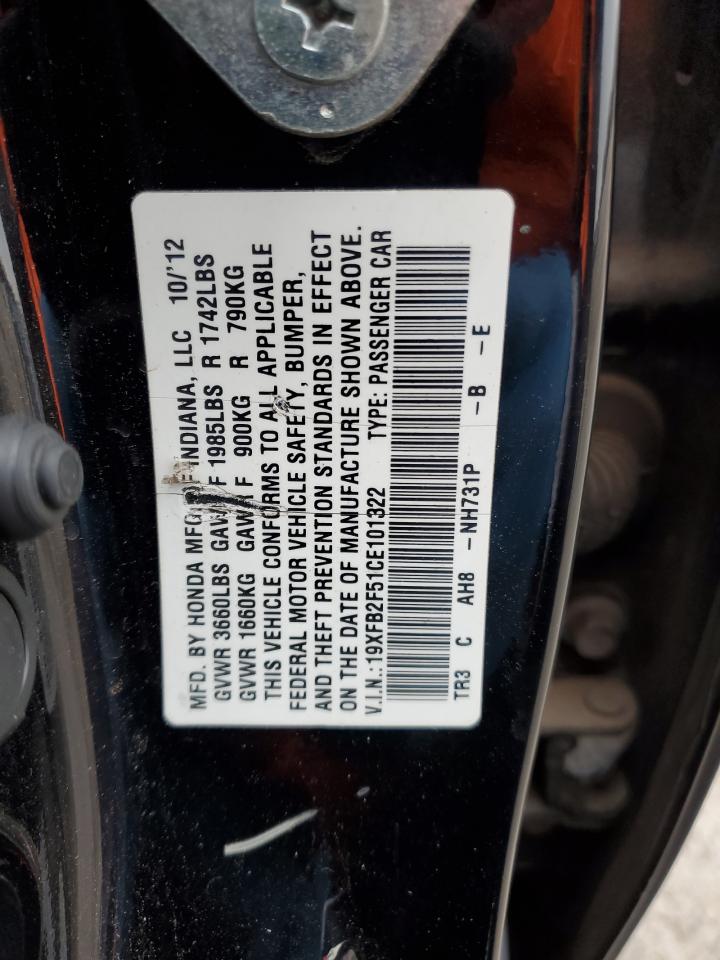 MFD. BY HONDA MFG. OF INDIANA, LLC 10/'12
GVWR 3660LBS GAWR F 1985LBS R 1742LBS
GVWR 1660KG GAWR F 900KG R 790KG
THIS VEHICLE CONFORMS TO ALL APPLICABLE
FEDERAL MOTOR VEHICLE SAFETY, BUMPER,
AND THEFT PREVENTION STANDARDS IN EFFECT
ON THE DATE OF MANUFACTURE SHOWN ABOVE.
V.I.N.:19XFB2F51CE101322 TYPE: PASSENGER CAR
TR3 C AH8 -NH731P -B -E